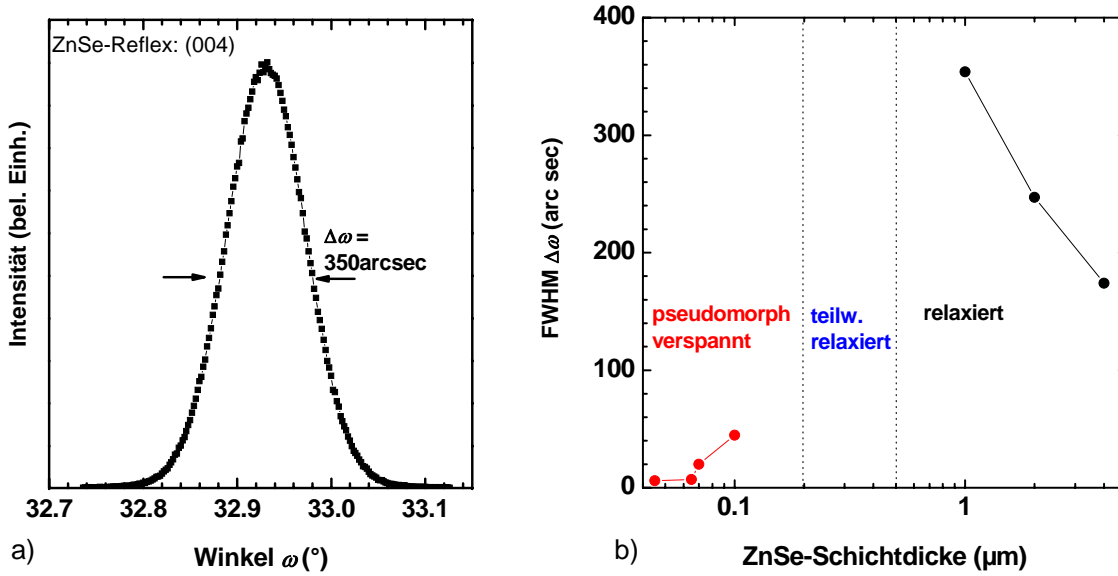 ZnSe-Reflex: (004)
Intensität (bel. Einh.)
Δω =
350arcsec
32.7 32.8 32.9 33.0 33.1
Winkel ω (°)
a)
400
300
200
100
0
FWHM Δω (arc sec)
pseudomorph
verspannt
teilw.
relaxiert
relaxiert
0.1 1
ZnSe-Schichtdicke (µm)
b)